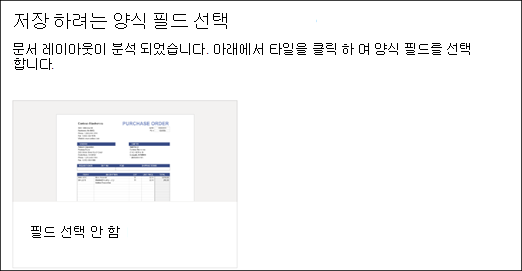 저장 하려는 양식 필드 선택
문서 레이아웃이 분석 되었습니다. 아래에서 타일을 클릭 하 여 양식 필드를 선택
합니다.
PURCHASE ORDER
필드 선택 안 함